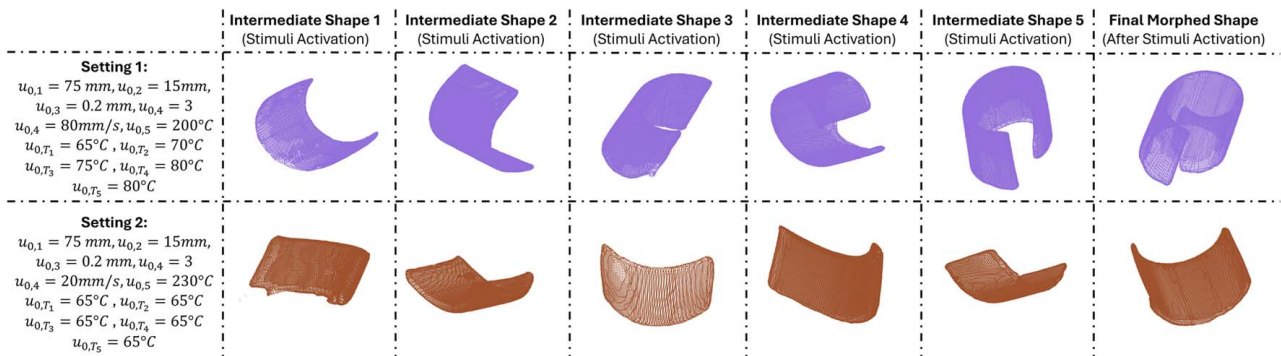 Intermediate Shape 1 Intermediate Shape 2 Intermediate Shape 3 Intermediate Shape 4 Intermediate Shape 5 Final Morphed Shape
(Stimuli Activation) (Stimuli Activation) (Stimuli Activation) (Stimuli Activation) (Stimuli Activation) (After Stimuli Activation)
Setting 1:
u₀,₁ = 75 mm, u₀,₂ = 15mm,
u₀,₃ = 0.2 mm, u₀,₄ = 3
u₀,₄ = 80mm/s, u₀,₅ = 200°C
u₀,T₁ = 65°C , u₀,T₂ = 70°C
u₀,T₃ = 75°C , u₀,T₄ = 80°C
u₀,T₅ = 80°C
Setting 2:
u₀,₁ = 75 mm, u₀,₂ = 15mm,
u₀,₃ = 0.2 mm, u₀,₄ = 3
u₀,₄ = 20mm/s, u₀,₅ = 230°C
u₀,T₁ = 65°C , u₀,T₂ = 65°C
u₀,T₃ = 65°C , u₀,T₄ = 65°C
u₀,T₅ = 65°C